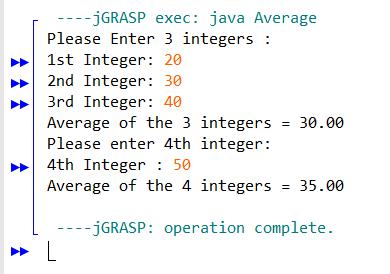 ----jGRASP exec: java Average
Please Enter 3 integers :
1st Integer: 20
2nd Integer: 30
3rd Integer: 40
Average of the 3 integers = 30.00
Please enter 4th integer:
4th Integer : 50
Average of the 4 integers = 35.00
----jGRASP: operation complete.